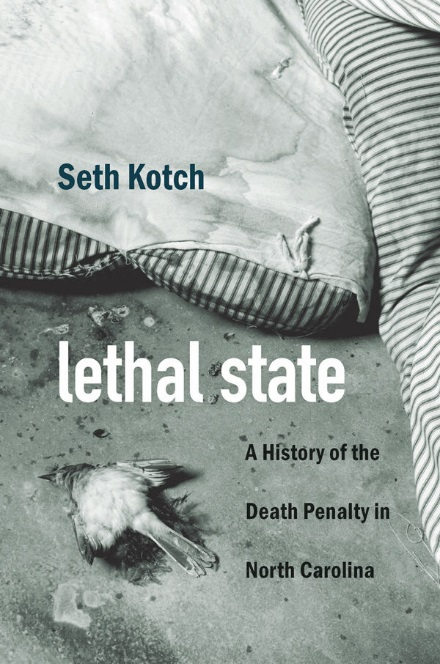 Seth Kotch
lethal state
A History of the
Death Penalty in
North Carolina